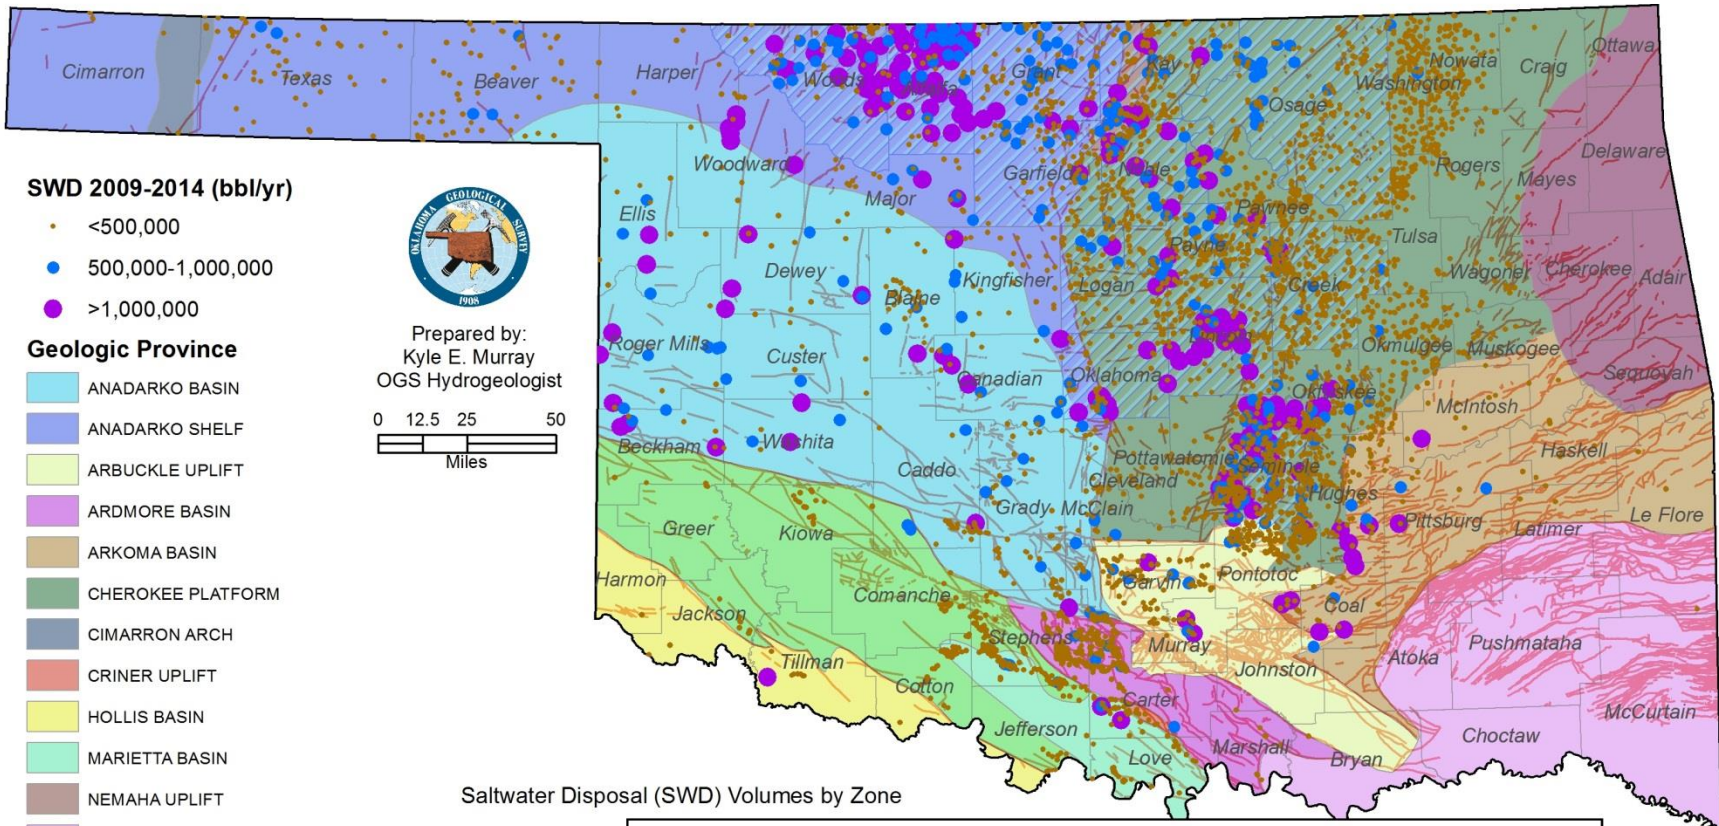 Cimarron
Texas
Beaver
Harper
Woods
Grant
Kay
Osage
Washington
Nowata
Craig
Ottawa
Woodward
Major
Garfield
Noble
Pawnee
Rogers
Mayes
Delaware
SWD 2009-2014 (bbl/yr)
<500,000
500,000-1,000,000
>1,000,000
OKLAHOMA GEOLOGICAL SURVEY
1908
Prepared by:
Kyle E. Murray
OGS Hydrogeologist
0 12.5 25 50
Miles
Ellis
Dewey
Blaine
Kingfisher
Logan
Payne
Creek
Tulsa
Wagoner
Cherokee
Adair
Roger Mills
Custer
Canadian
Oklahoma
Okfuskee
Okmulgee
Muskogee
Sequoyah
McIntosh
Haskell
Beckham
Washita
Caddo
Grady
McClain
Cleveland
Pottawatomie
Seminole
Hughes
Pittsburg
Latimer
Le Flore
Greer
Kiowa
Harmon
Jackson
Comanche
Garvin
Pontotoc
Coal
Tillman
Stephens
Murray
Johnston
Atoka
Pushmataha
Cotton
Carter
Jefferson
Love
Marshall
Bryan
Choctaw
McCurtain
Geologic Province
ANADARKO BASIN
ANADARKO SHELF
ARBUCKLE UPLIFT
ARDMORE BASIN
ARKOMA BASIN
CHEROKEE PLATFORM
CIMARRON ARCH
CRINER UPLIFT
HOLLIS BASIN
MARIETTA BASIN
NEMAHA UPLIFT
Saltwater Disposal (SWD) Volumes by Zone